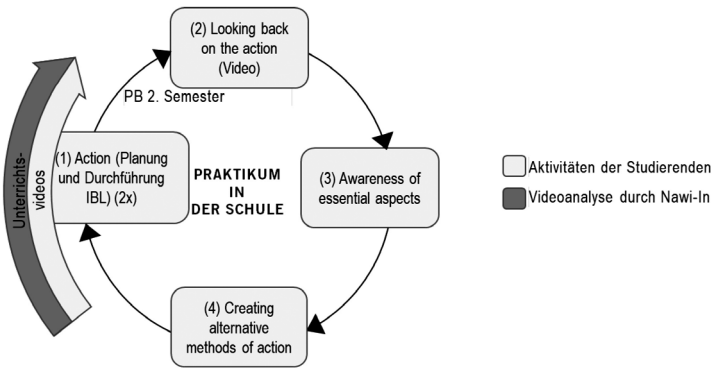 (2) Looking back
on the action
(Video)
PB 2. Semester
Unterrichts-
videos
(1) Action (Planung
und Durchführung
IBL) (2x)
PRAKTIKUM
IN
DER SCHULE
(3) Awareness of
essential aspects
(4) Creating
alternative
methods of action
Aktivitäten der Studierenden
Videoanalyse durch Nawi-In